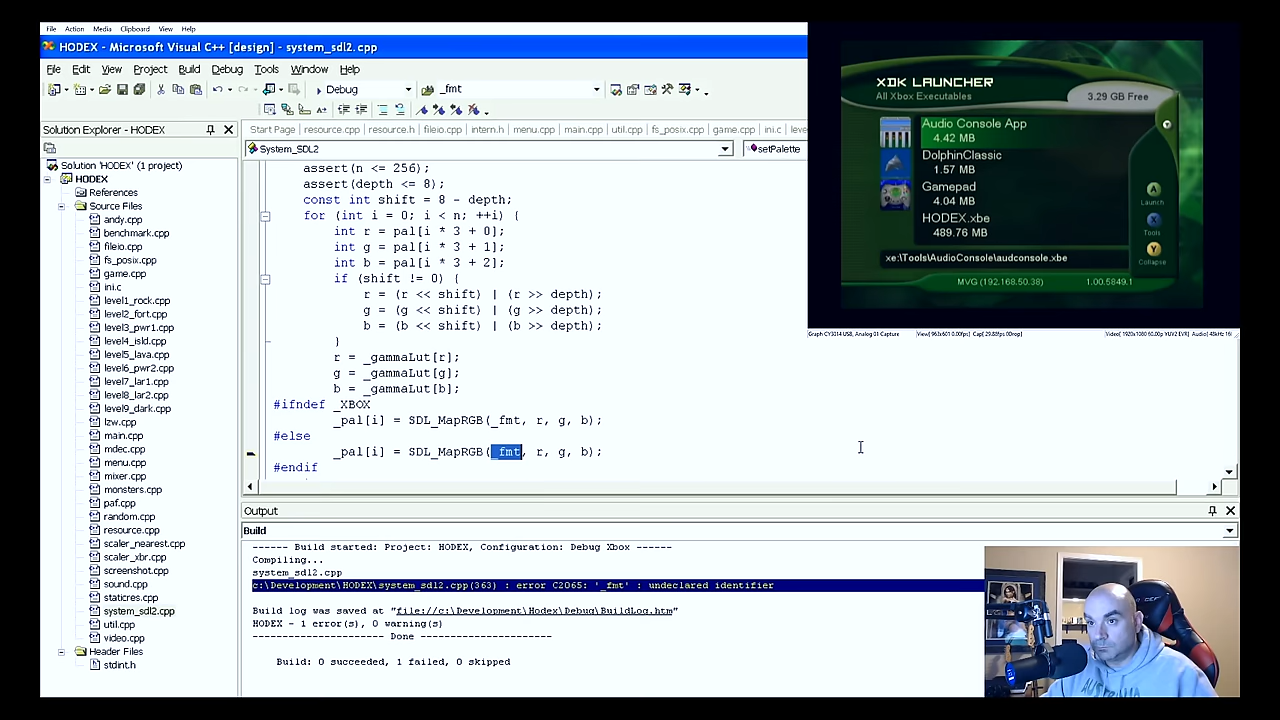 File Action Media Clipboard View Help
HODEX - Microsoft Visual C++ [design] - system_sdl2.cpp
File Edit View Project Build Debug Tools Window Help
Debug
_fmt
Solution Explorer - HODEX
Start Page resource.cpp resource.h fileio.cpp intern.h menu.cpp main.cpp util.cpp fs_posix.cpp game.cpp ini.c
System_SDL2
setPalette
Solution 'HODEX' (1 project)
HODEX
References
Source Files
andy.cpp
benchmark.cpp
fileio.cpp
fs_posix.cpp
game.cpp
ini.c
level1_rock.cpp
level2_fort.cpp
level3_pwr1.cpp
level4_isld.cpp
level5_lava.cpp
level6_pwr2.cpp
level7_lar1.cpp
level8_lar2.cpp
level9_dark.cpp
lzw.cpp
main.cpp
mdec.cpp
menu.cpp
mixer.cpp
monsters.cpp
paf.cpp
random.cpp
resource.cpp
scaler_nearest.cpp
scaler_xbr.cpp
screenshot.cpp
sound.cpp
staticres.cpp
system_sdl2.cpp
util.cpp
video.cpp
Header Files
stdint.h
assert(n <= 256);
assert(depth <= 8);
const int shift = 8 - depth;
for (int i = 0; i < n; ++i) {
int r = pal[i * 3 + 0];
int g = pal[i * 3 + 1];
int b = pal[i * 3 + 2];
if (shift != 0) {
r = (r << shift) | (r >> depth);
g = (g << shift) | (g >> depth);
b = (b << shift) | (b >> depth);
}
r = _gammaLut[r];
g = _gammaLut[g];
b = _gammaLut[b];
#ifndef _XBOX
_pal[i] = SDL_MapRGB(_fmt, r, g, b);
#else
_pal[i] = SDL_MapRGB(_fmt, r, g, b);
#endif
Output
Build
------ Build started: Project: HODEX, Configuration: Debug Xbox ------
Compiling...
system_sdl2.cpp
c:\Development\HODEX\system_sdl2.cpp(363) : error C2065: '_fmt' : undeclared identifier
Build log was saved at "file://c:\Development\Hodex\Debug\BuildLog.htm"
HODEX - 1 error(s), 0 warning(s)
--------------------- Done ---------------------
Build: 0 succeeded, 1 failed, 0 skipped
XDK LAUNCHER
All Xbox Executables
3.29 GB Free
Audio Console App
4.42 MB
DolphinClassic
1.57 MB
Gamepad
4.04 MB
HODEX.xbe
489.76 MB
A
Launch
X
Tools
Y
Collapse
xe:\Tools\AudioConsole\audconsole.xbe
MVG (192.168.50.38)
1.00.5849.1
AUSTRALIA